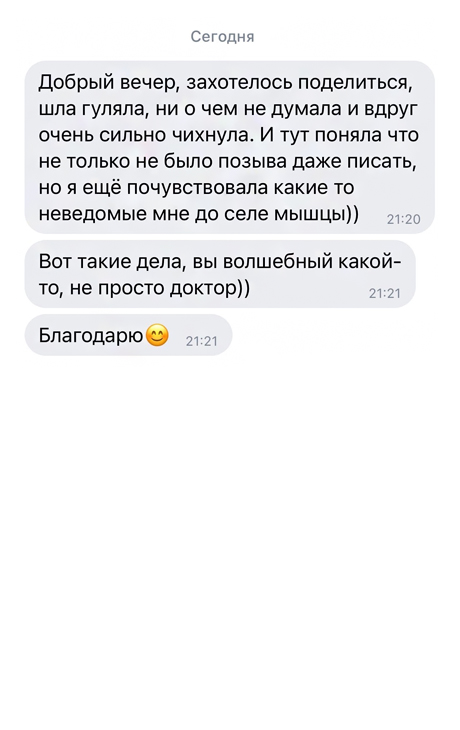 Сегодня
Добрый вечер, захотелось поделиться,
шла гуляла, ни о чем не думала и вдруг
очень сильно чихнула. И тут поняла что
не только не было позыва даже писать,
но я ещё почувствовала какие то
неведомые мне до селе мышцы))
21:20
Вот такие дела, вы волшебный какой-
то, не просто доктор))
21:21
Благодарю😊
21:21